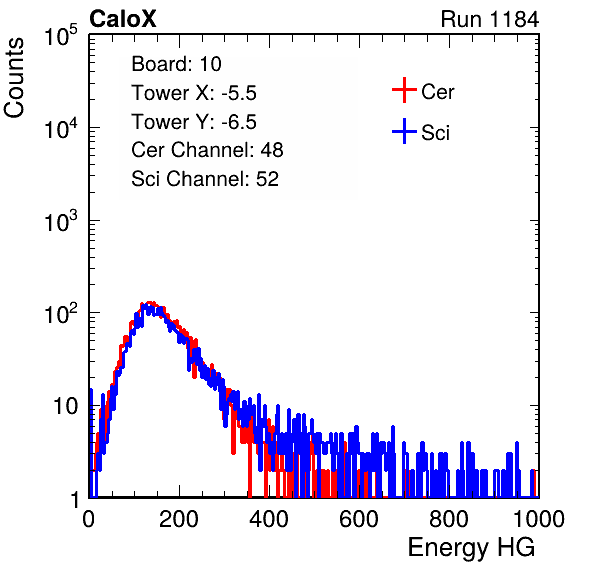 CaloX Run 1184
Counts
10^5
10^4
10^3
10^2
10
1
Board: 10
Tower X: -5.5
Tower Y: -6.5
Cer Channel: 48
Sci Channel: 52
Cer
Sci
0 200 400 600 800 1000
Energy HG